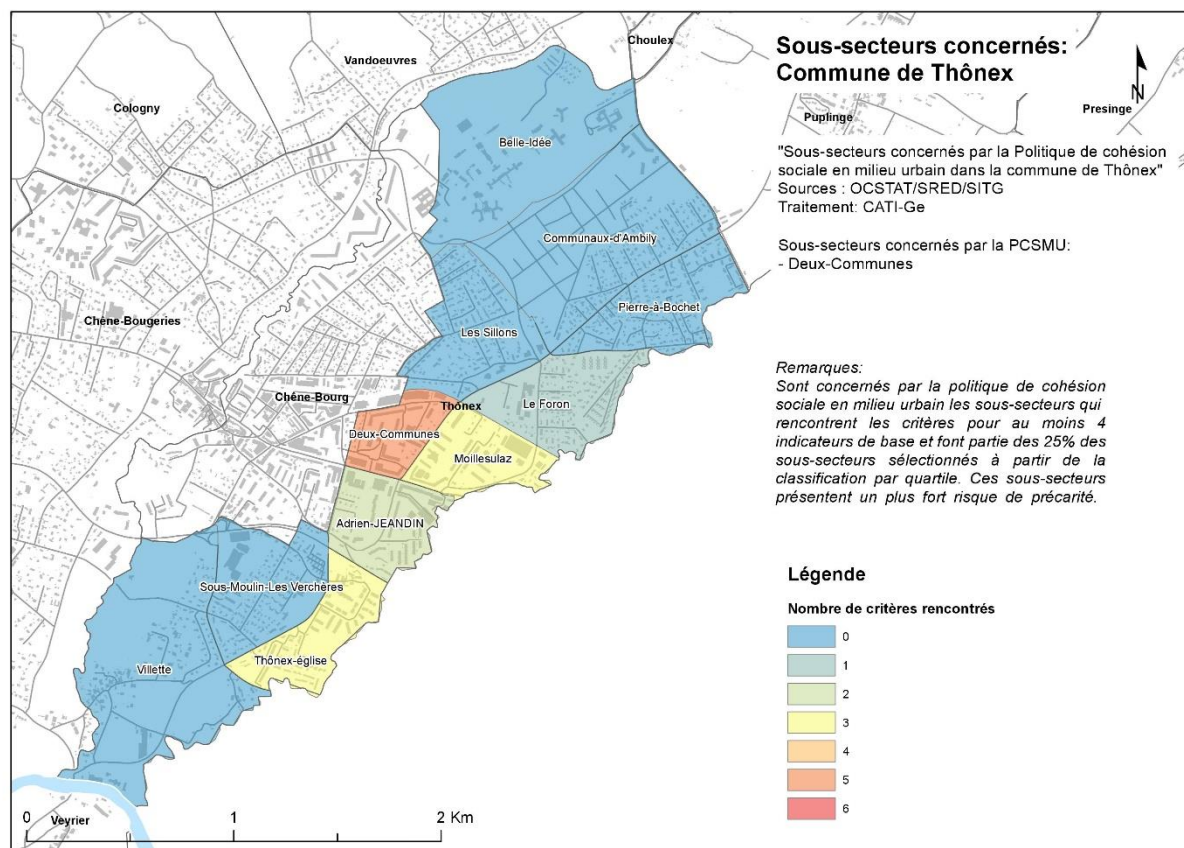 Sous-secteurs concernés:
Commune de Thônex
N
"Sous-secteurs concernés par la Politique de cohésion
sociale en milieu urbain dans la commune de Thônex"
Sources : OCSTAT/SRED/SITG
Traitement: CATI-Ge
Sous-secteurs concernés par la PCSMU:
- Deux-Communes
Remarques:
Sont concernés par la politique de cohésion
sociale en milieu urbain les sous-secteurs qui
rencontrent les critères pour au moins 4
indicateurs de base et font partie des 25% des
sous-secteurs sélectionnés à partir de la
classification par quartile. Ces sous-secteurs
présentent un plus fort risque de précarité.
Légende
Nombre de critères rencontrés
0
1
2
3
4
5
6
Choulex
Vandoeuvres
Cologny
Puplinge
Presinge
Belle-Idée
Communaux-d'Ambily
Pierre-à-Bochet
Chêne-Bougeries
Les Sillons
Chêne-Bourg
Thônex
Le Foron
Deux-Communes
Moillesulaz
Adrien-JEANDIN
Sous-Moulin-Les Verchères
Thônex-église
Villette
Veyrier
0 1 2 Km